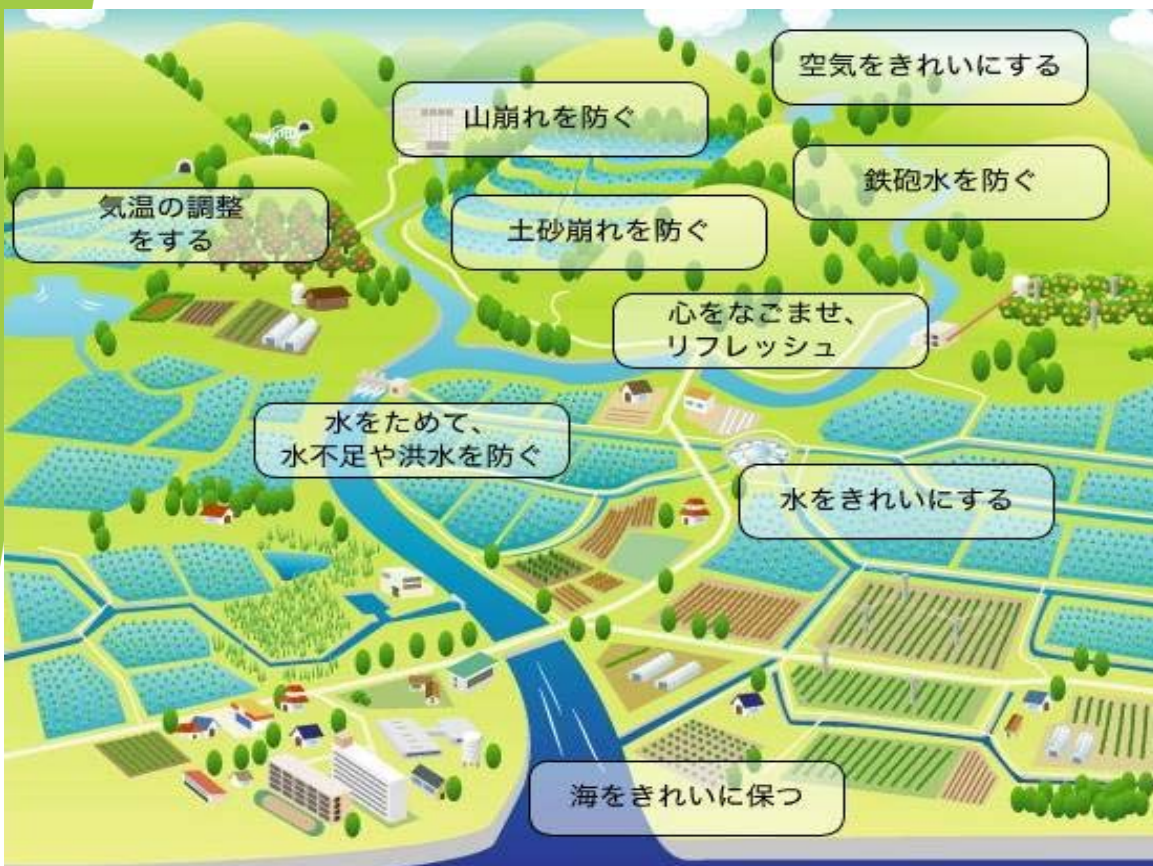 空気をきれいにする
山崩れを防ぐ
鉄砲水を防ぐ
気温の調整
をする
土砂崩れを防ぐ
心をなごませ、
リフレッシュ
水をためて、
水不足や洪水を防ぐ
水をきれいにする
海をきれいに保つ